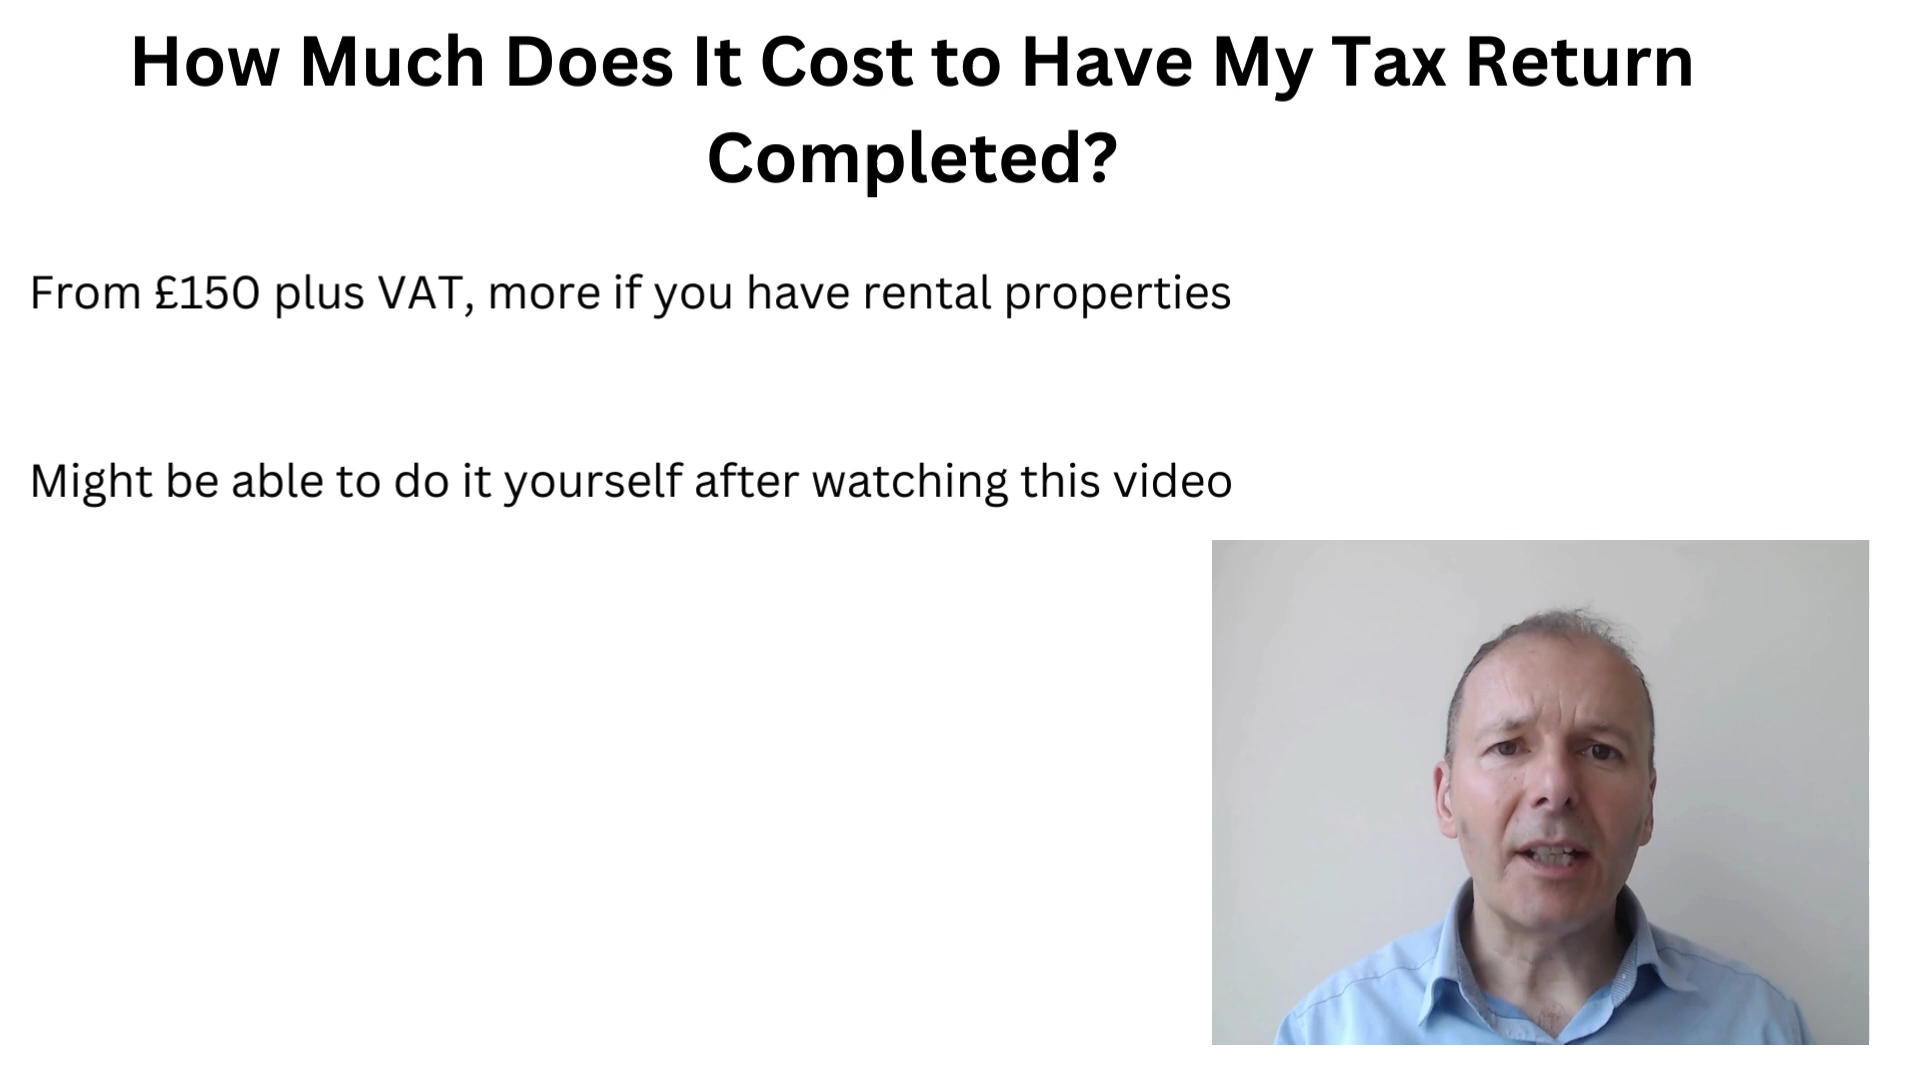 How Much Does It Cost to Have My Tax Return
Completed?
From £150 plus VAT, more if you have rental properties
Might be able to do it yourself after watching this video